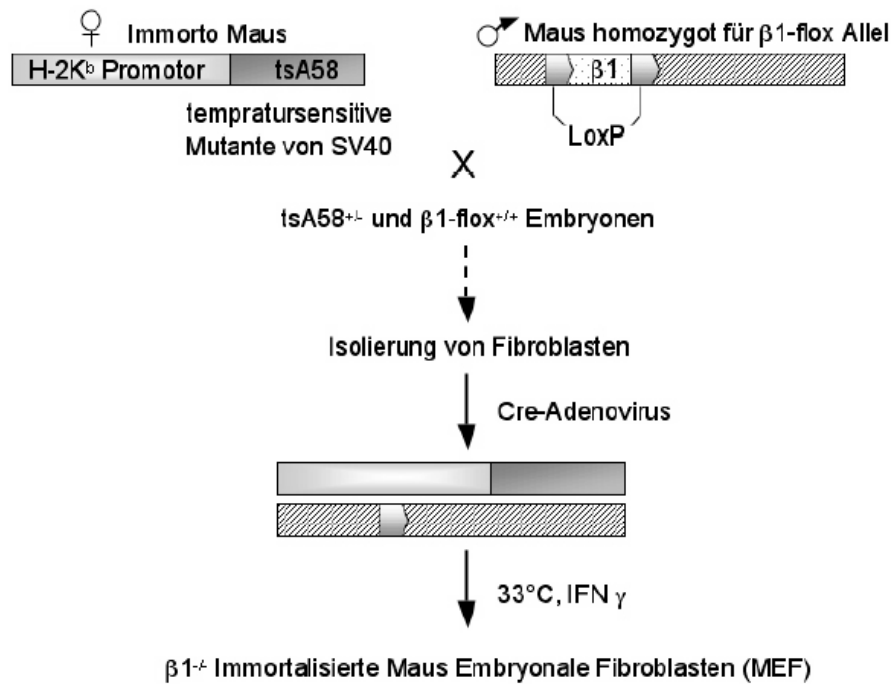 ♀ Immorto Maus
H-2Kᵇ Promotor tsA58
tempratursensitive
Mutante von SV40
♂ Maus homozygot für β1-flox Allel
β1
LoxP
X
tsA58⁺/⁻ und β1-flox⁺/⁺ Embryonen
Isolierung von Fibroblasten
Cre-Adenovirus
33°C, IFN γ
β1⁻/⁻ Immortalisierte Maus Embryonale Fibroblasten (MEF)